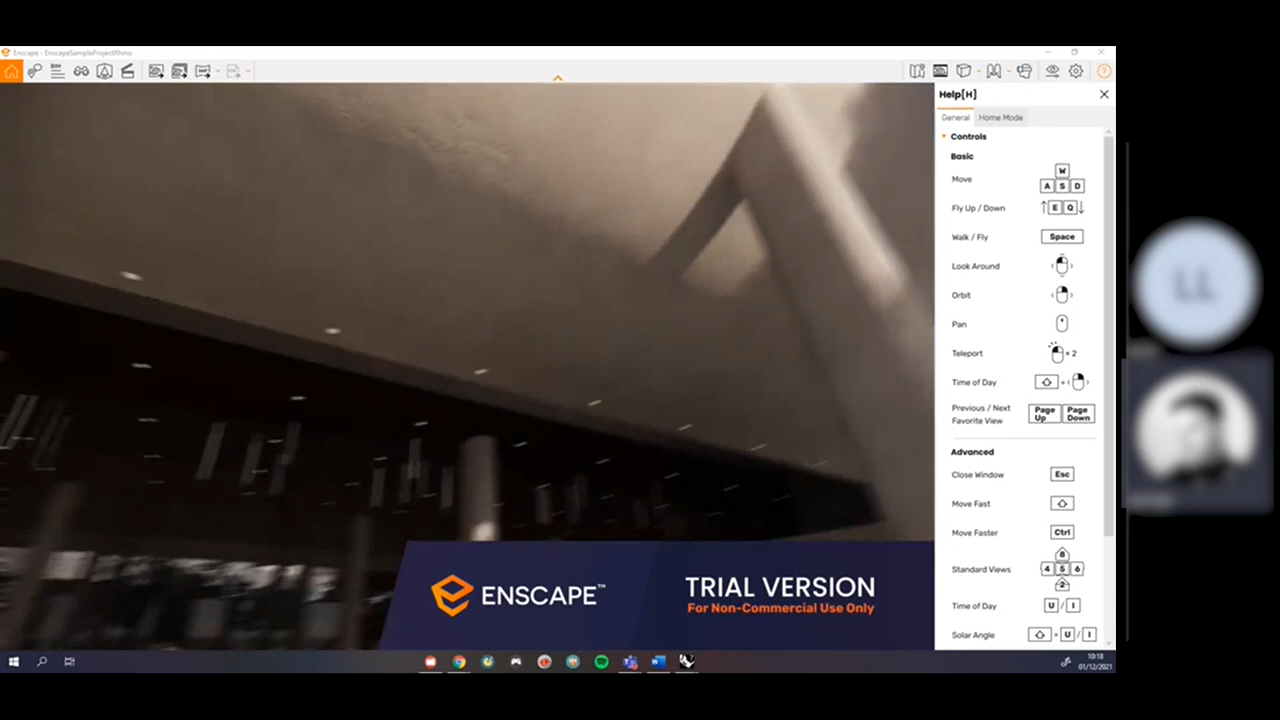 Enscape - EnscapeSampleProjectRhino
Help[H]
General Home Mode
Controls
Basic
Move
W
A S D
Fly Up / Down
E Q
Walk / Fly
Space
Look Around
Orbit
Pan
Teleport
× 2
Time of Day
+
Previous / Next
Favorite View
Page
Up
Page
Down
Advanced
Close Window
Esc
Move Fast
Move Faster
Ctrl
Standard Views
8
4 5 6
2
Time of Day
U / I
Solar Angle
+ U / I
ENSCAPE™
TRIAL VERSION
For Non-Commercial Use Only
LL
10:18
01/12/2021